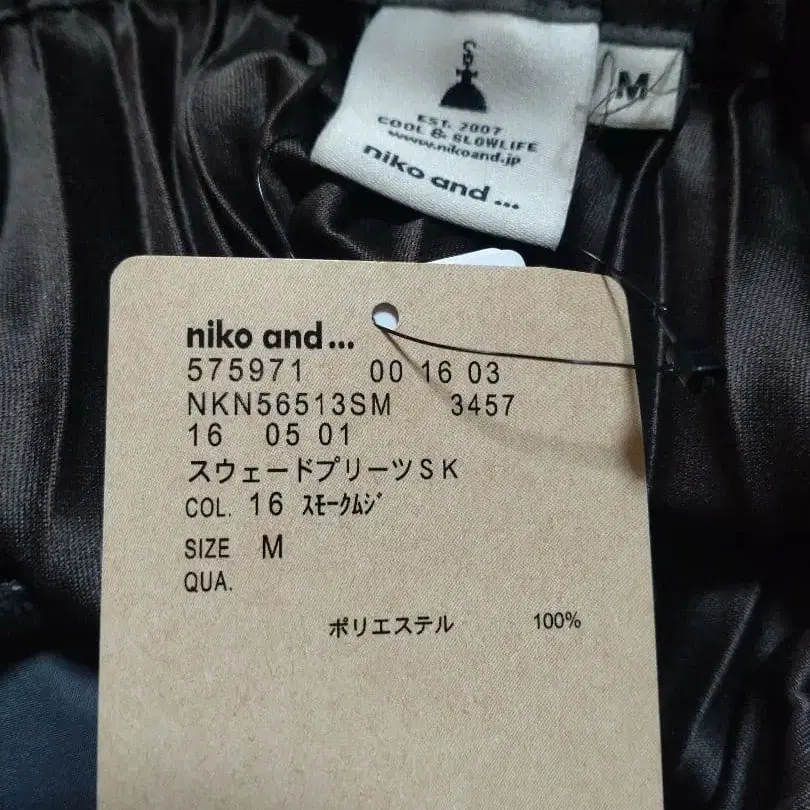 EST. 2007
COOL & SLOWLIFE
www.nikoand.jp
niko and ...
M
niko and ...
575971 00 16 03
NKN56513SM 3457
16 05 01
スウェードプリーツSK
COL. 16 ｽﾓｰｸﾑｼﾞ
SIZE M
QUA.
ポリエステル 100%